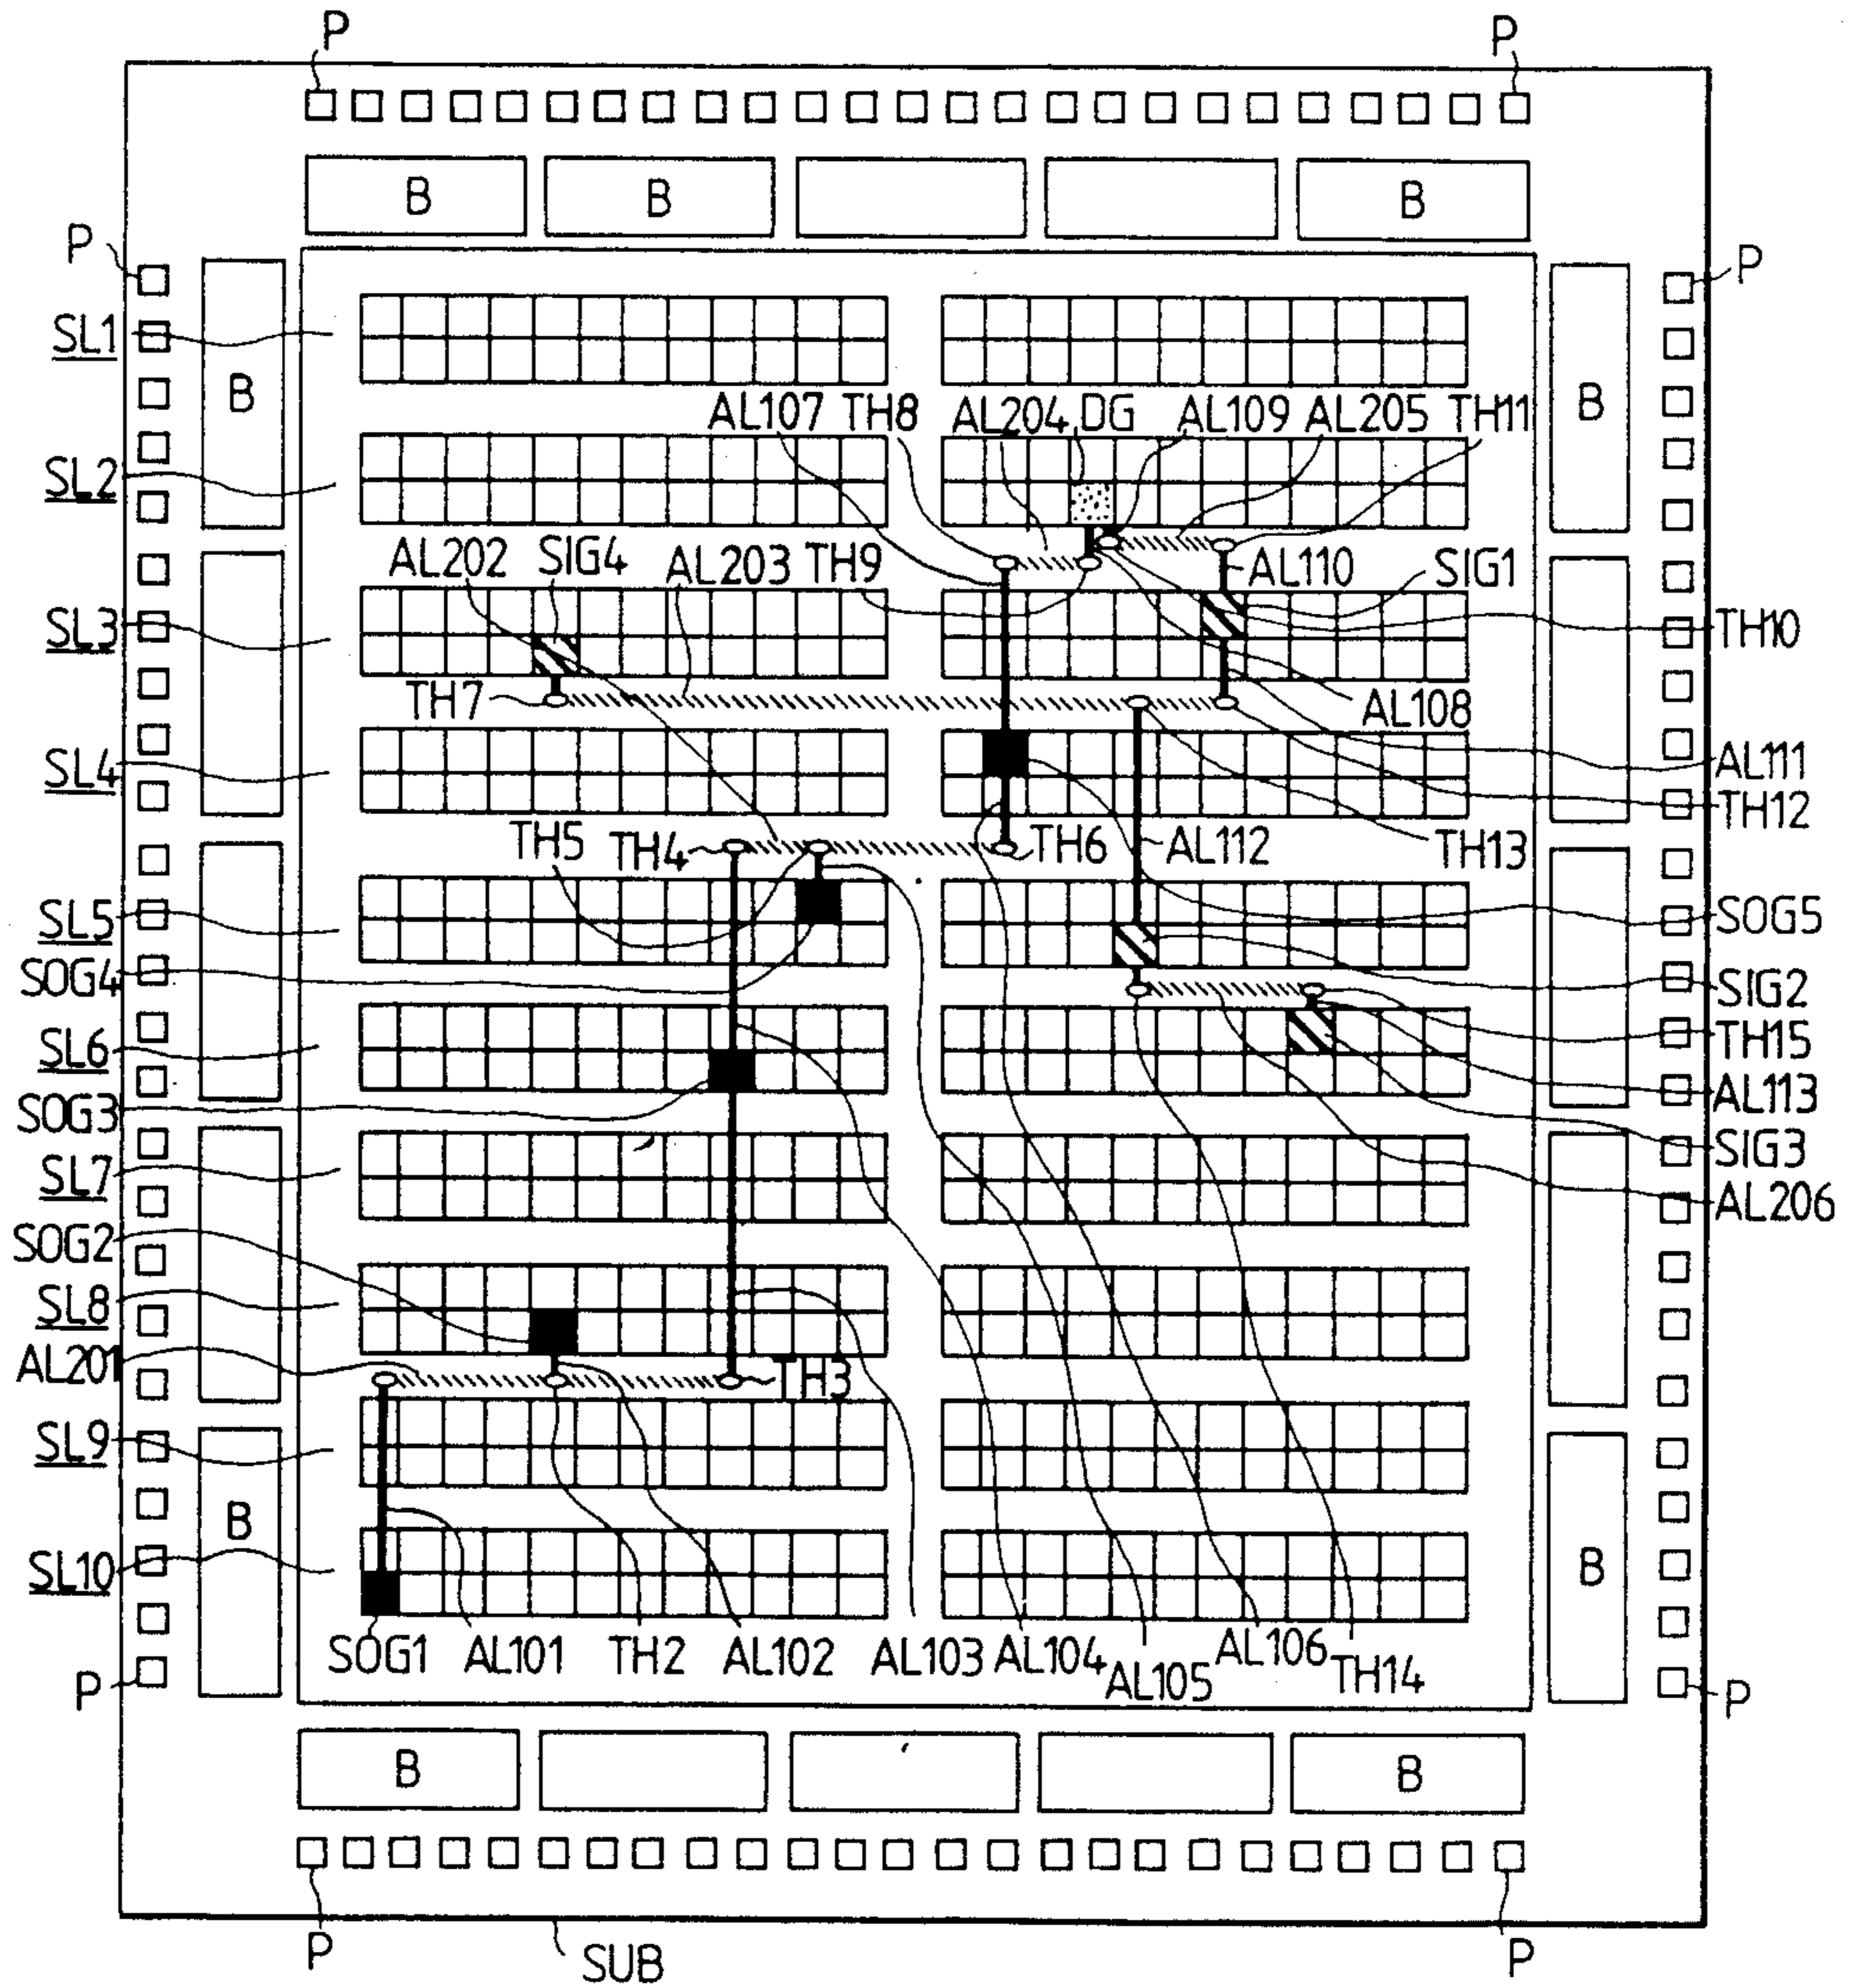 P P
B B B
P P
SL1
B B
AL107 TH8 AL204 DG AL109 AL205 TH11
SL2
AL202 SIG4 AL203 TH9 AL110 SIG1
SL3 TH10
TH7 AL108
SL4 AL111
TH12
TH5 TH4 TH6 AL112 TH13
SL5 SOG5
SOG4 SIG2
SL6 TH15
SOG3 AL113
SL7 SIG3
AL206
SOG2
SL8
AL201 TH3
SL9
B
SL10 B
SOG1 AL101 TH2 AL102 AL103 AL104 AL105 AL106 TH14
P P
B B
P SUB P